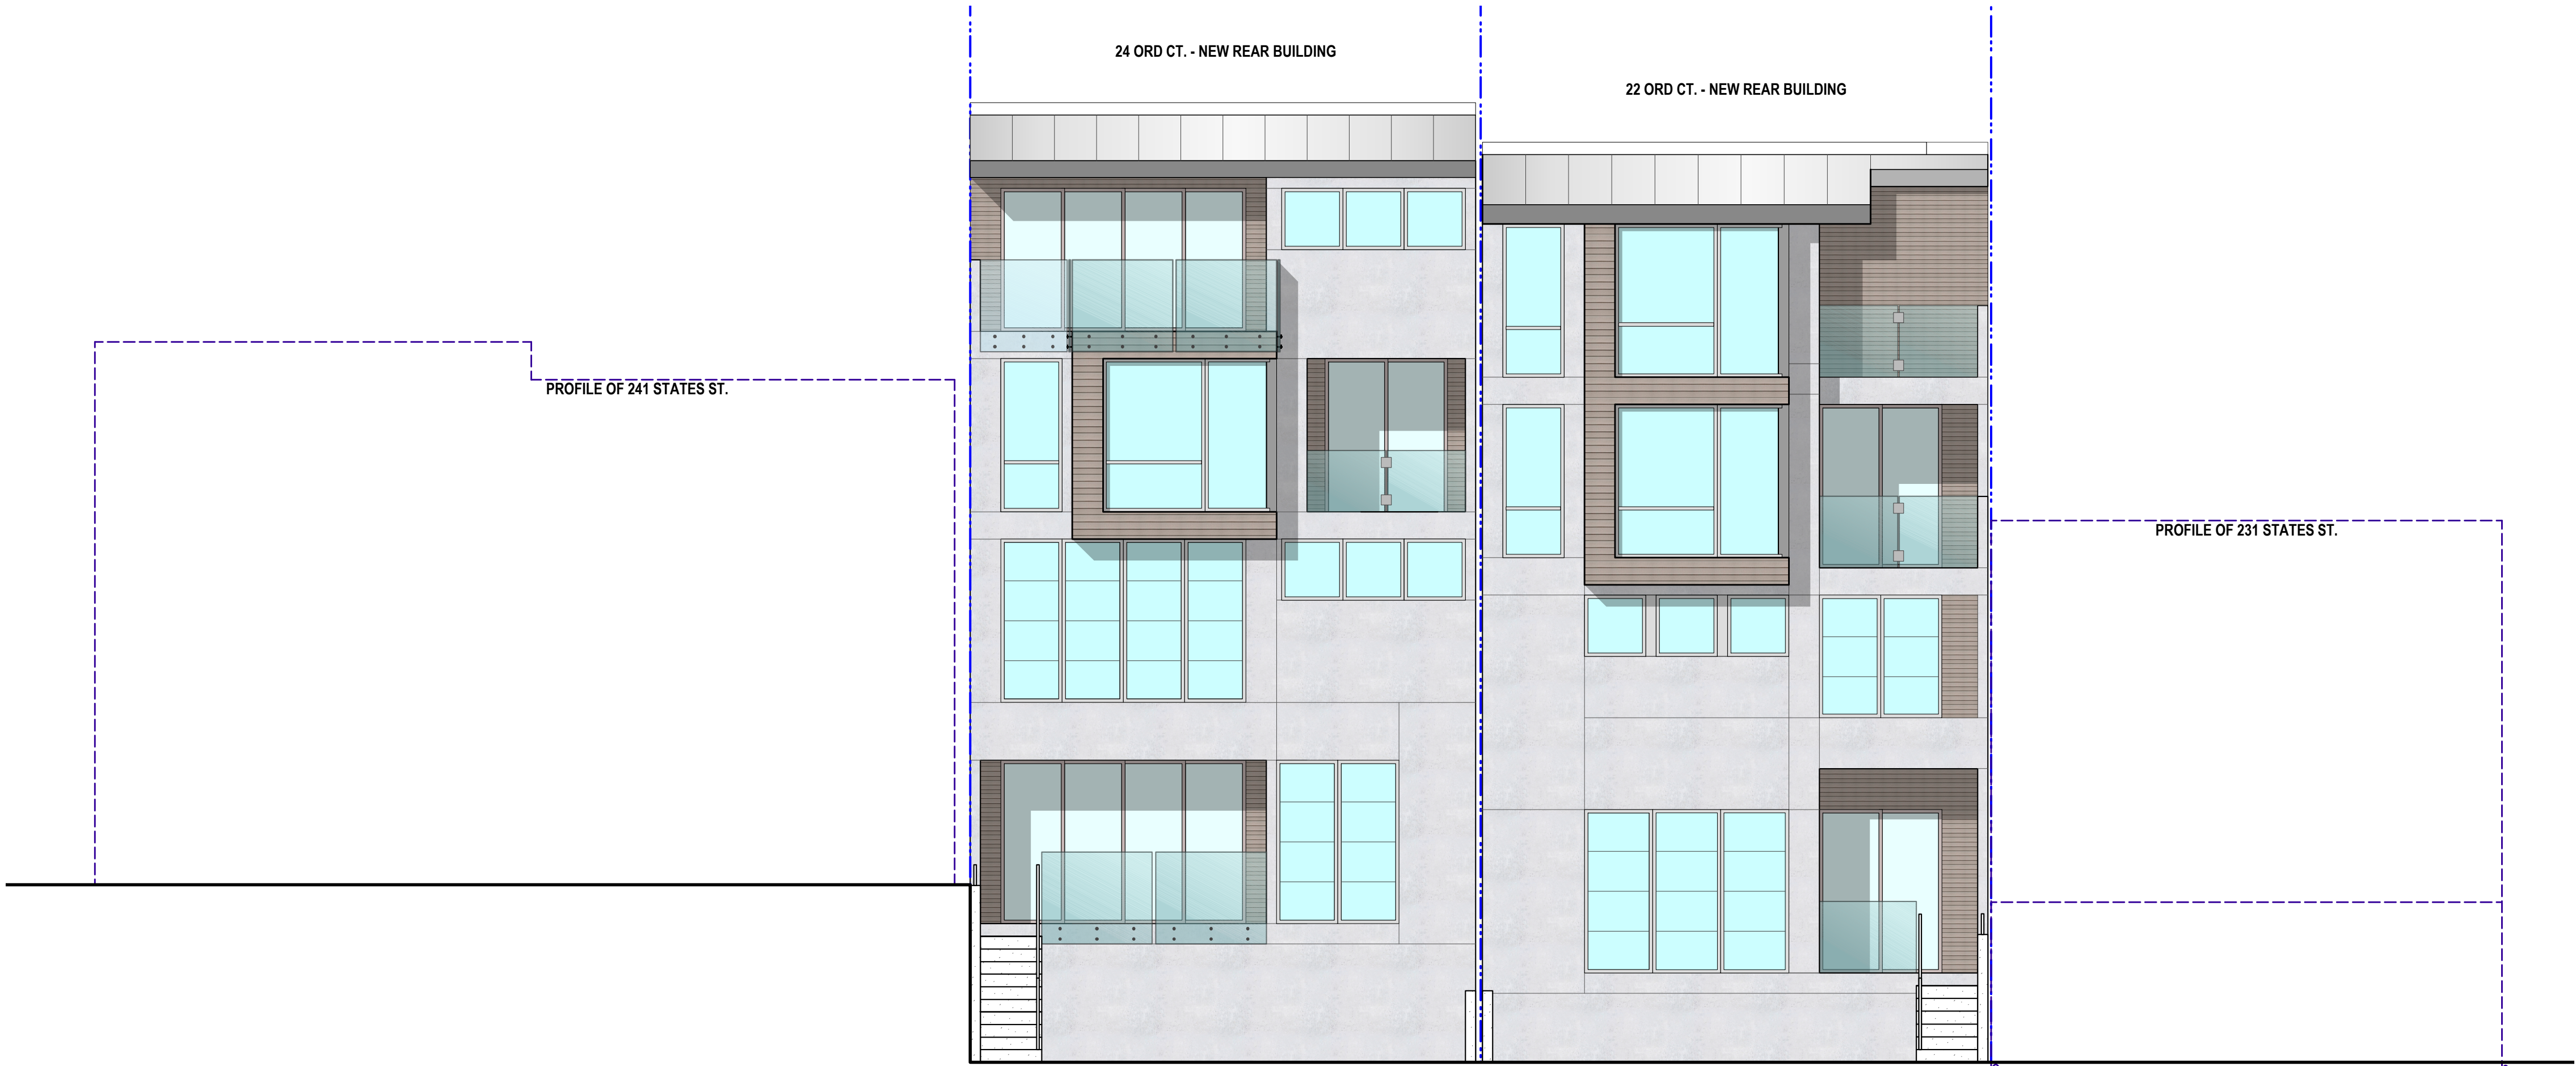 24 ORD CT. - NEW REAR BUILDING
22 ORD CT. - NEW REAR BUILDING
PROFILE OF 241 STATES ST.
PROFILE OF 231 STATES ST.